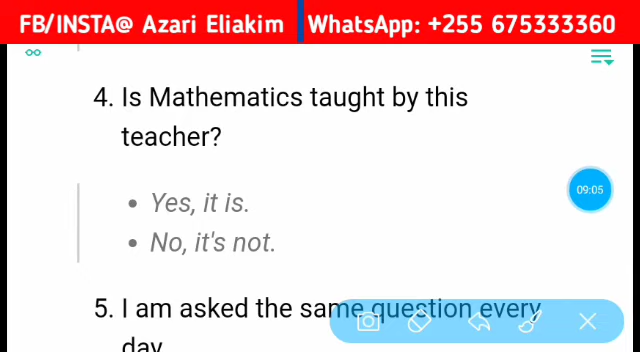 FB/INSTA@ Azari Eliakim WhatsApp: +255 675333360
4. Is Mathematics taught by this
teacher?
09:05
• Yes, it is.
• No, it's not.
5. I am asked the same question every
day